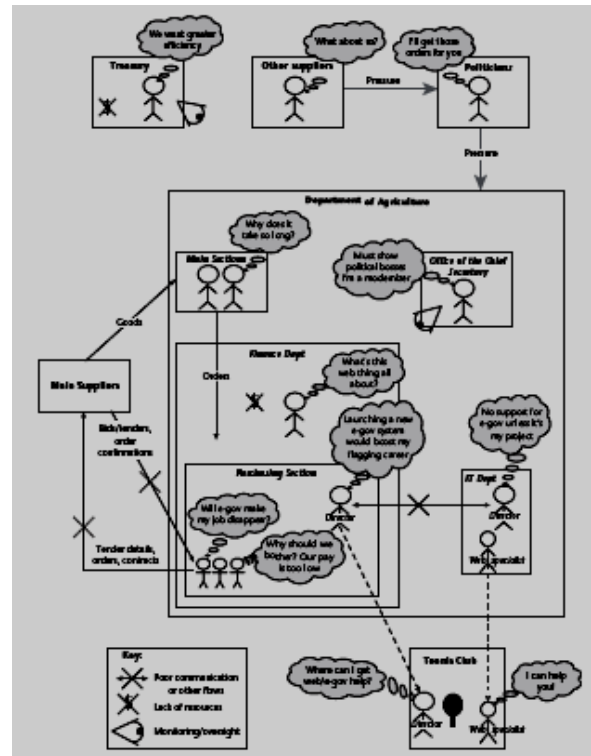 We want greater
efficiency
Treasury
What about us?
Other suppliers
I'll get those
orders for you
Politicians
Pressure
Pressure
Department of Agriculture
Why does it
take so long?
Main Sections
Must show
political bosses
I'm a modernizer
Office of the Chief
Secretary
Goods
Main Suppliers
Orders
Finance Dept
What's this
web thing all
about?
Bids/tenders,
order
confirmations
Launching a new
e-gov system
would boost my
flagging career
No support for
e-gov unless it's
my project
Purchasing Section
IT Dept
Director
Director
Will e-gov make
my job disappear?
Why should we
bother? Our pay
is too low
Web specialist
Tender details,
orders, contracts
Key:
Poor communication
or other flows
Lack of resources
Monitoring/oversight
Tennis Club
Where can I get
web/e-gov help?
I can help
you!
Director
Web specialist